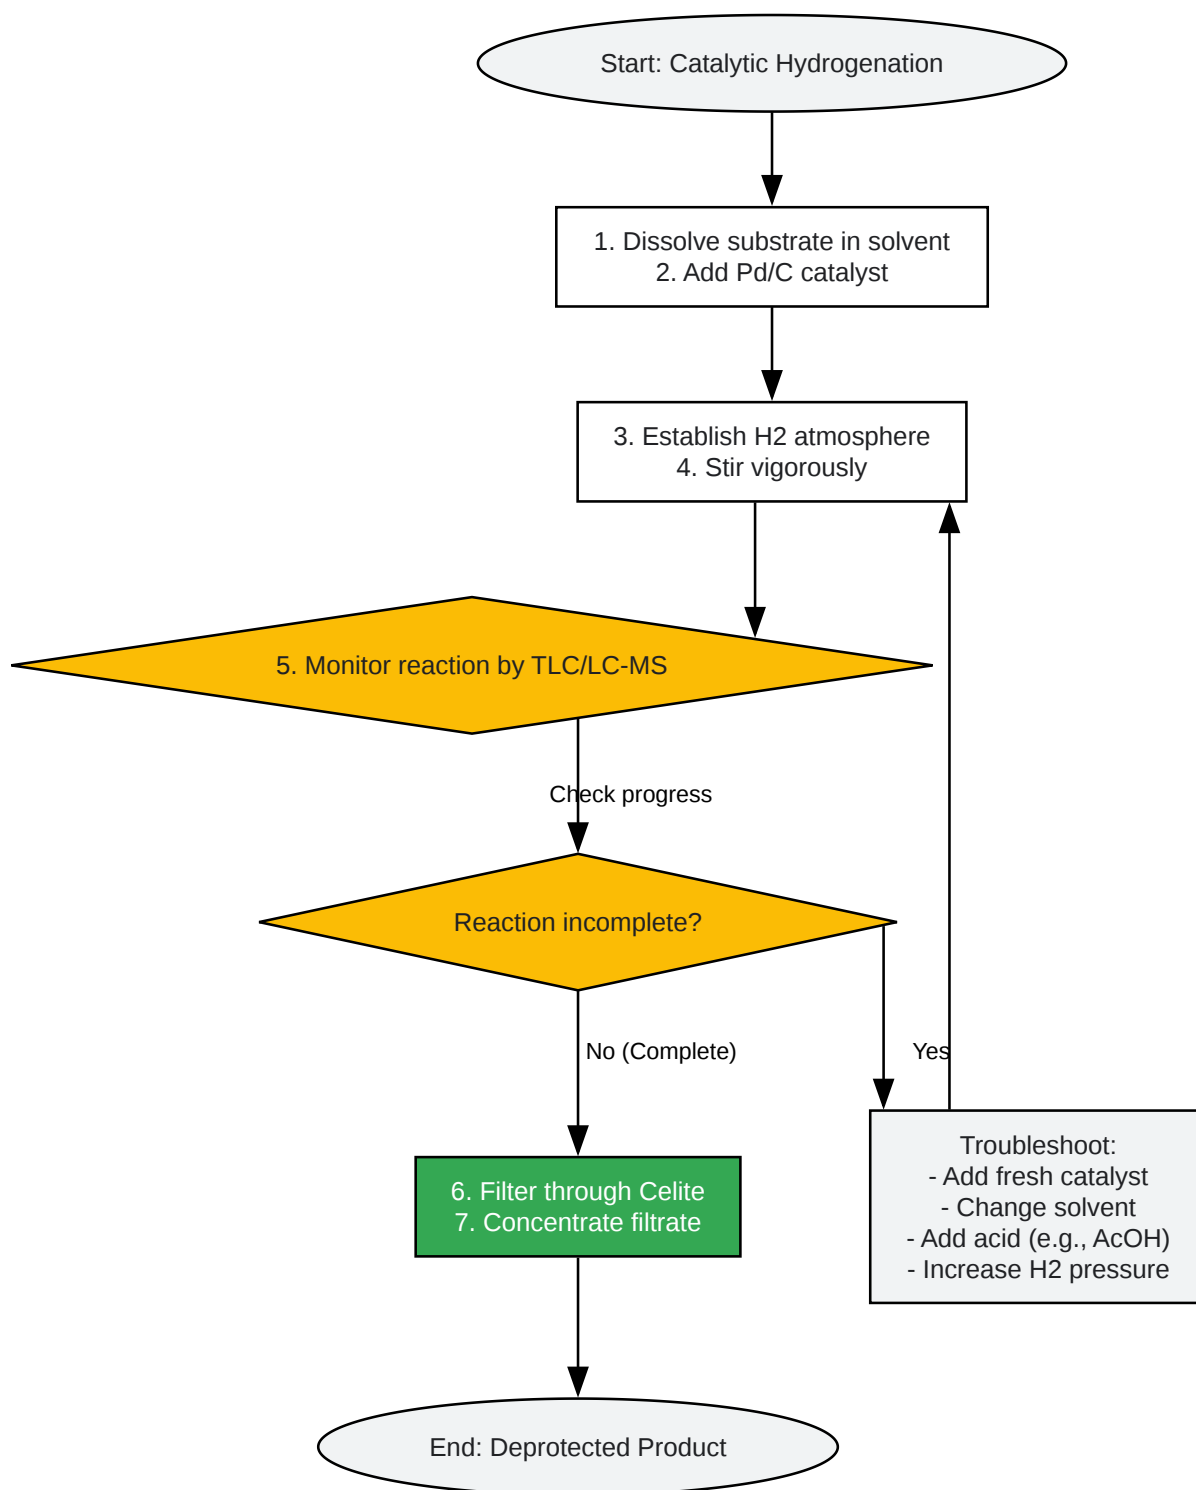 Start: Catalytic Hydrogenation
1. Dissolve substrate in solvent
2. Add Pd/C catalyst
3. Establish H2 atmosphere
4. Stir vigorously
5. Monitor reaction by TLC/LC-MS
Check progress
Reaction incomplete?
No (Complete)
Yes
Troubleshoot:
- Add fresh catalyst
- Change solvent
- Add acid (e.g., AcOH)
- Increase H2 pressure
6. Filter through Celite
7. Concentrate filtrate
End: Deprotected Product